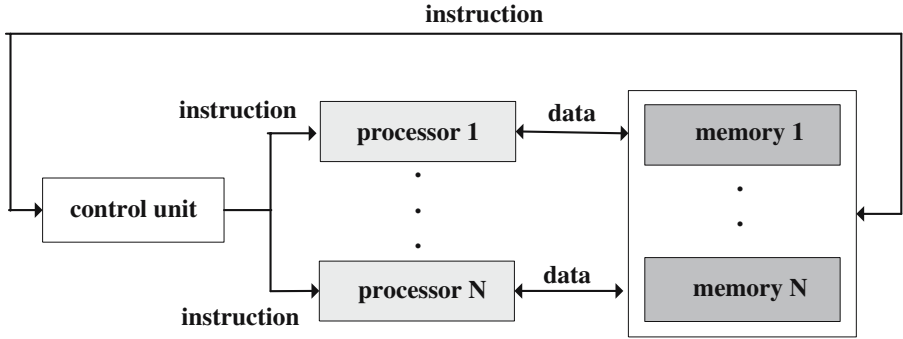 instruction
instruction
processor 1
data
memory 1
control unit
processor N
data
memory N
instruction